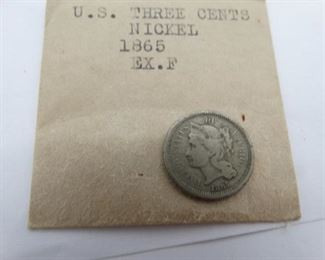 U.S. THREE CENTS
NICKEL
1865
EX.F